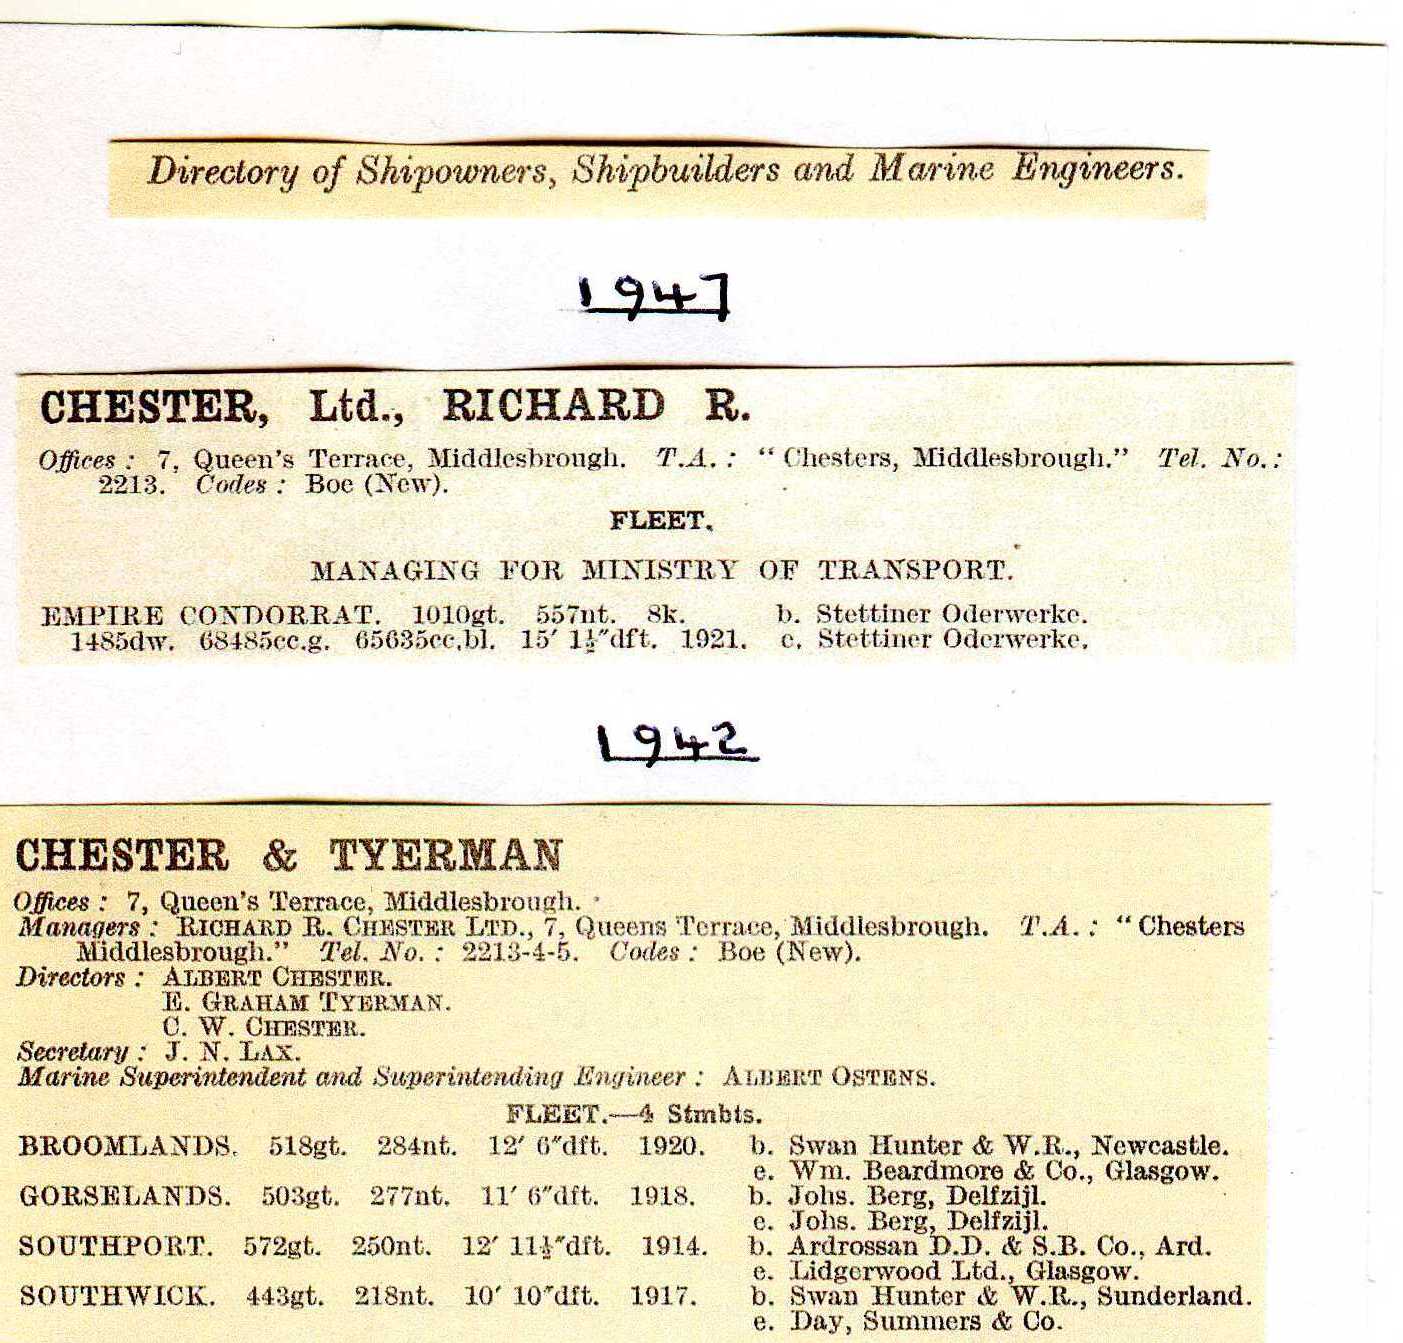 Directory of Shipowners, Shipbuilders and Marine Engineers.
1947
CHESTER, Ltd., RICHARD R.
Offices : 7, Queen's Terrace, Middlesbrough. T.A. : " Chesters, Middlesbrough." Tel. No. :
2213. Codes : Boe (New).
FLEET.
MANAGING FOR MINISTRY OF TRANSPORT.
EMPIRE CONDORRAT. 1010gt. 557nt. 8k. b. Stettiner Oderwerke.
1485dw. 68485cc.g. 65635cc.bl. 15′ 1½″dft. 1921. e. Stettiner Oderwerke.
1942
CHESTER & TYERMAN
Offices : 7, Queen's Terrace, Middlesbrough.
Managers : RICHARD R. CHESTER LTD., 7, Queens Terrace, Middlesbrough. T.A. : " Chesters
Middlesbrough." Tel. No. : 2213-4-5. Codes : Boe (New).
Directors : ALBERT CHESTER.
E. GRAHAM TYERMAN.
C. W. CHESTER.
Secretary : J. N. LAX.
Marine Superintendent and Superintending Engineer : ALBERT OSTENS.
FLEET.—4 Stmbts.
BROOMLANDS. 518gt. 284nt. 12′ 6″dft. 1920. b. Swan Hunter & W.R., Newcastle.
e. Wm. Beardmore & Co., Glasgow.
GORSELANDS. 503gt. 277nt. 11′ 6″dft. 1918. b. Johs. Berg, Delfzijl.
e. Johs. Berg, Delfzijl.
SOUTHPORT. 572gt. 250nt. 12′ 11½″dft. 1914. b. Ardrossan D.D. & S.B. Co., Ard.
e. Lidgerwood Ltd., Glasgow.
SOUTHWICK. 443gt. 218nt. 10′ 10″dft. 1917. b. Swan Hunter & W.R., Sunderland.
e. Day, Summers & Co.